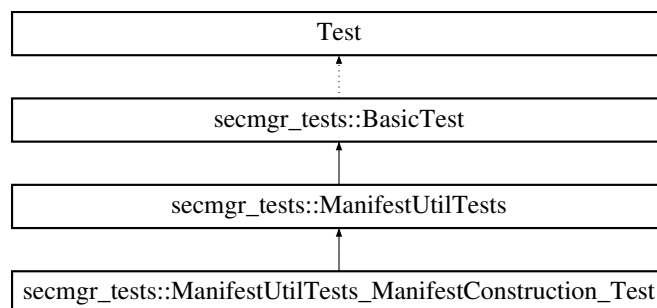 Test
secmgr_tests::BasicTest
secmgr_tests::ManifestUtilTests
secmgr_tests::ManifestUtilTests_ManifestConstruction_Test